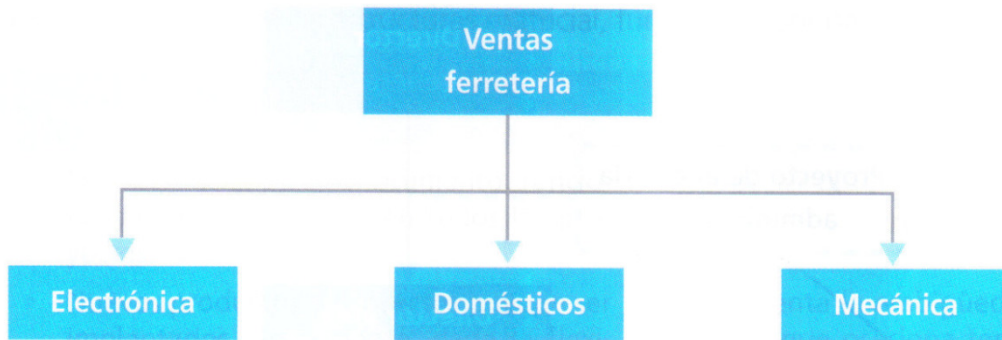 Ventas
ferretería
Electrónica
Domésticos
Mecánica